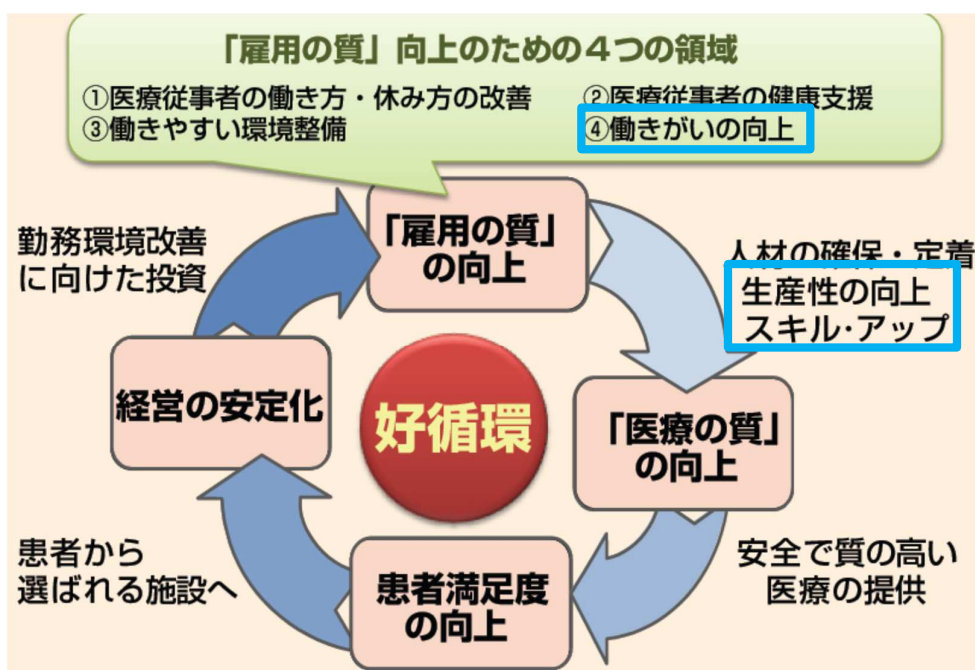 「雇用の質」向上のための４つの領域
①医療従事者の働き方・休み方の改善
②医療従事者の健康支援
③働きやすい環境整備
④働きがいの向上
「雇用の質」
の向上
勤務環境改善
に向けた投資
人材の確保・定着
生産性の向上
スキル・アップ
経営の安定化
好循環
「医療の質」
の向上
患者から
選ばれる施設へ
患者満足度
の向上
安全で質の高い
医療の提供